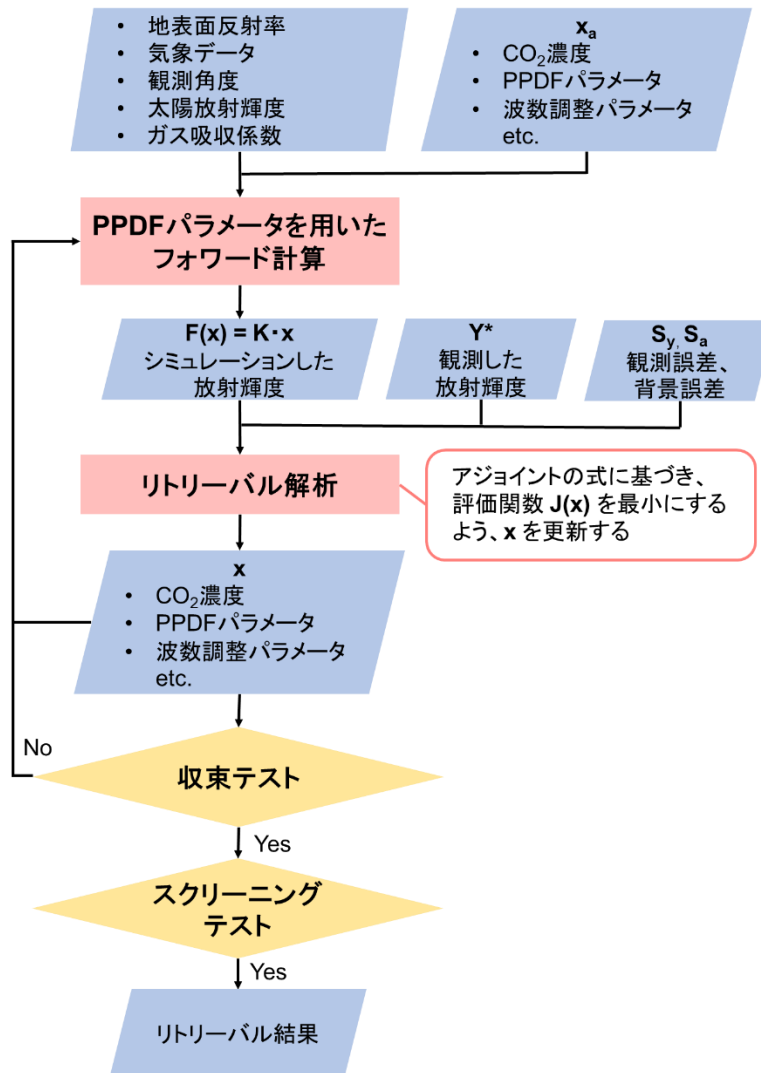 • 地表面反射率
• 気象データ
• 観測角度
• 太陽放射輝度
• ガス吸収係数
xₐ
• CO₂濃度
• PPDFパラメータ
• 波数調整パラメータ
etc.
PPDFパラメータを用いた
フォワード計算
F(x) = K・x
シミュレーションした
放射輝度
Y*
観測した
放射輝度
Sy, Sₐ
観測誤差、
背景誤差
リトリーバル解析
アジョイントの式に基づき、
評価関数 J(x) を最小にする
よう、x を更新する
x
• CO₂濃度
• PPDFパラメータ
• 波数調整パラメータ
etc.
No
収束テスト
Yes
スクリーニング
テスト
Yes
リトリーバル結果